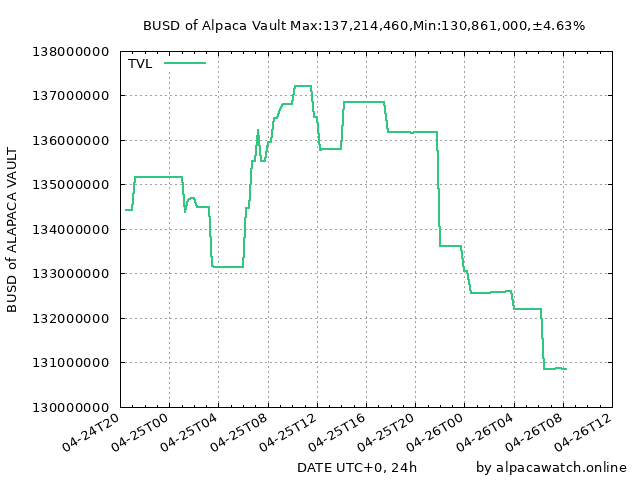 BUSD of Alpaca Vault Max:137,214,460,Min:130,861,000,±4.63%
TVL
138000000
137000000
136000000
135000000
134000000
133000000
132000000
131000000
130000000
BUSD of ALAPACA VAULT
04-24T20
04-25T00
04-25T04
04-25T08
04-25T12
04-25T16
04-25T20
04-26T00
04-26T04
04-26T08
04-26T12
DATE UTC+0, 24h
by alpacawatch.online